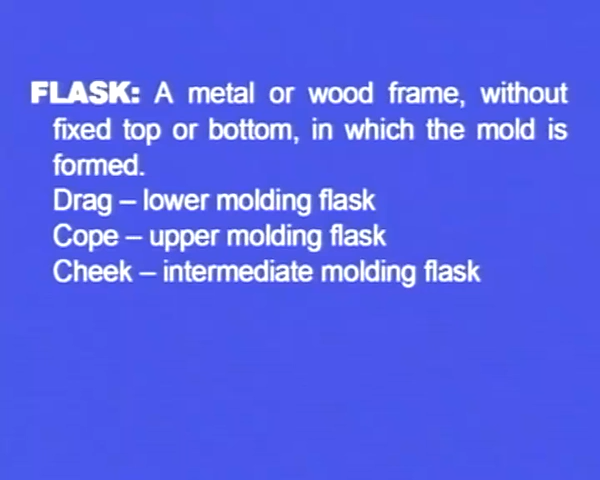 FLASK: A metal or wood frame, without
fixed top or bottom, in which the mold is
formed.
Drag – lower molding flask
Cope – upper molding flask
Cheek – intermediate molding flask